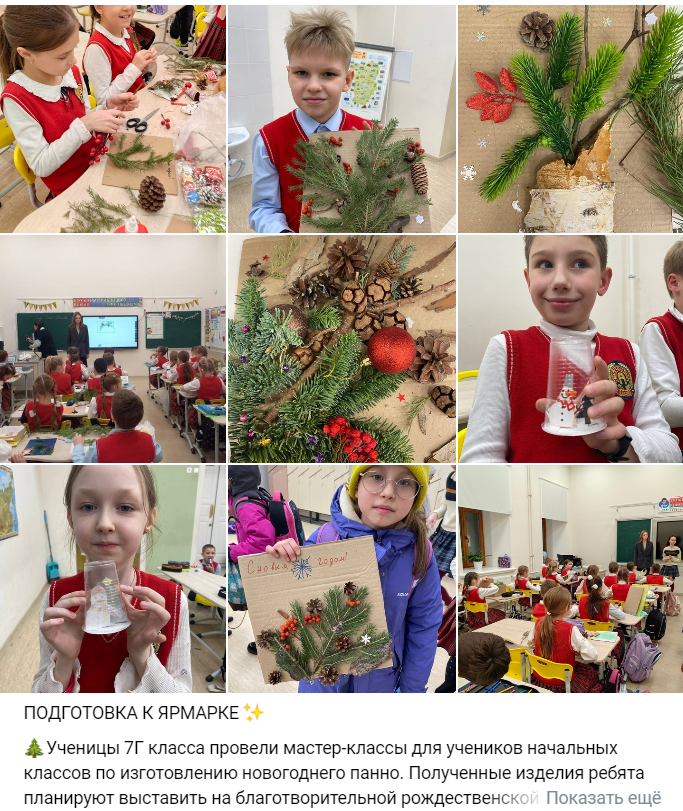 С новым годом!
ПОДГОТОВКА К ЯРМАРКЕ ✨
🌲Ученицы 7Г класса провели мастер-классы для учеников начальных
классов по изготовлению новогоднего панно. Полученные изделия ребята
планируют выставить на благотворительной рождественской Показать ещё